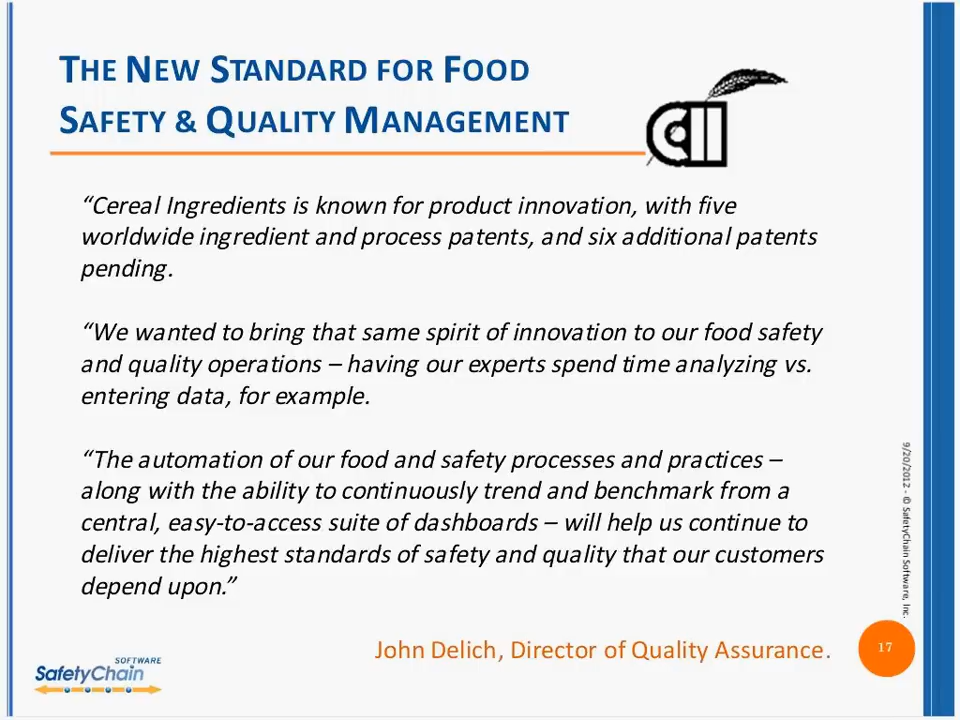 THE NEW STANDARD FOR FOOD
SAFETY & QUALITY MANAGEMENT
CII
“Cereal Ingredients is known for product innovation, with five
worldwide ingredient and process patents, and six additional patents
pending.
“We wanted to bring that same spirit of innovation to our food safety
and quality operations – having our experts spend time analyzing vs.
entering data, for example.
“The automation of our food and safety processes and practices –
along with the ability to continuously trend and benchmark from a
central, easy-to-access suite of dashboards – will help us continue to
deliver the highest standards of safety and quality that our customers
depend upon.”
John Delich, Director of Quality Assurance.
9/20/2012 - © SafetyChain Software, Inc.
17
SOFTWARE
SafetyChain